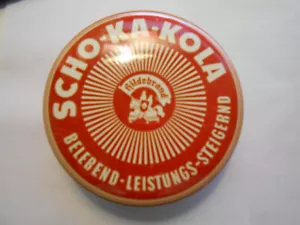 SCHO-KA-KOLA
Hildebrand
BELEBEND-LEISTUNGS-STEIGERND